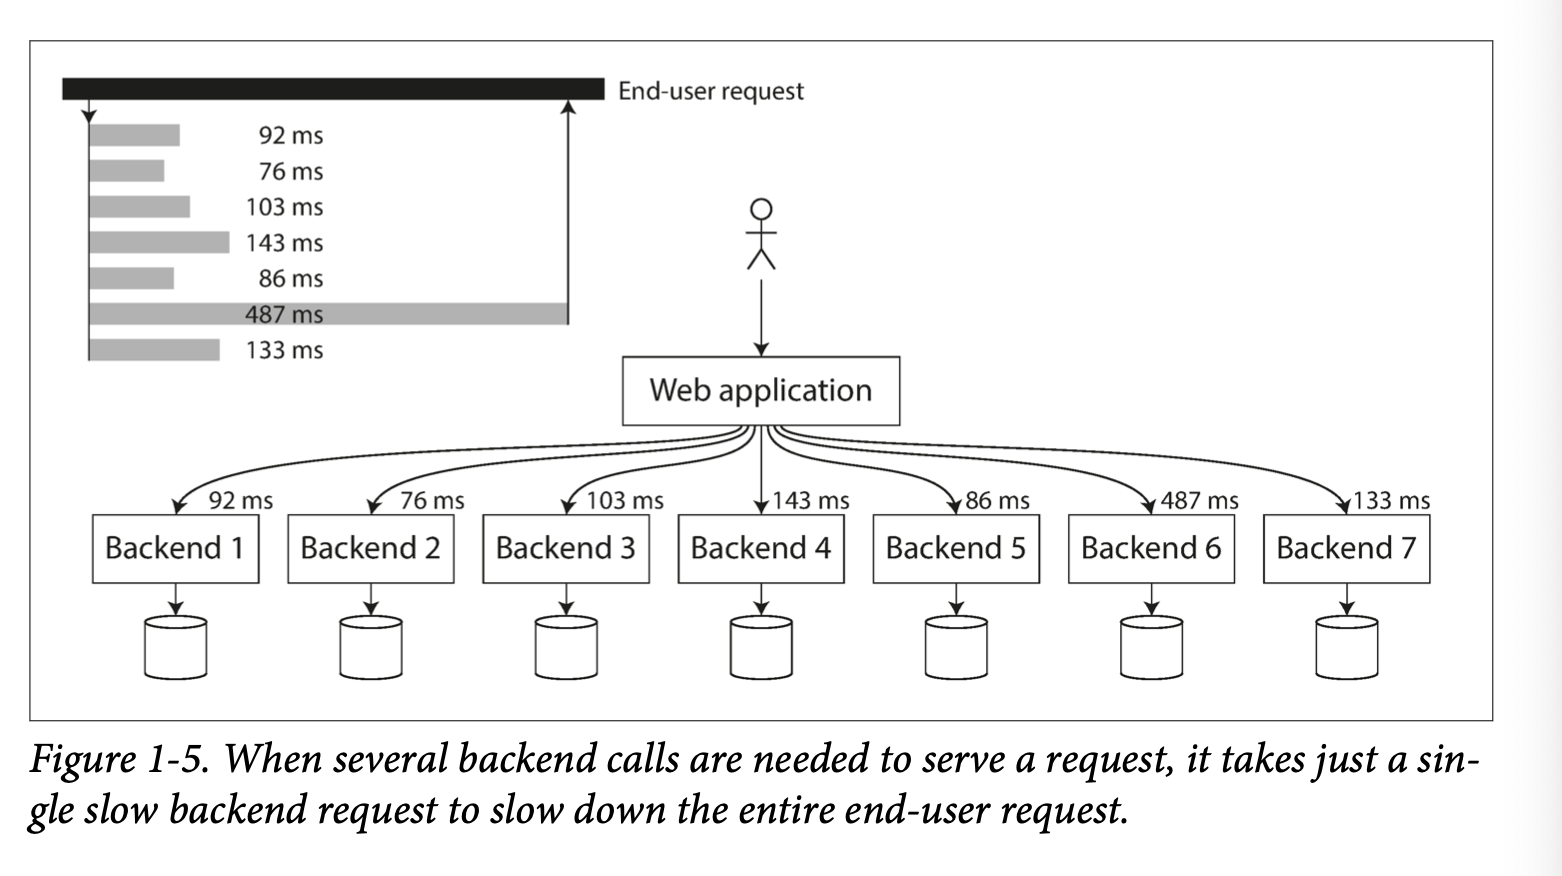 End-user request
92 ms
76 ms
103 ms
143 ms
86 ms
487 ms
133 ms
Web application
92 ms
76 ms
103 ms
143 ms
86 ms
487 ms
133 ms
Backend 1
Backend 2
Backend 3
Backend 4
Backend 5
Backend 6
Backend 7
Figure 1-5. When several backend calls are needed to serve a request, it takes just a sin-
gle slow backend request to slow down the entire end-user request.